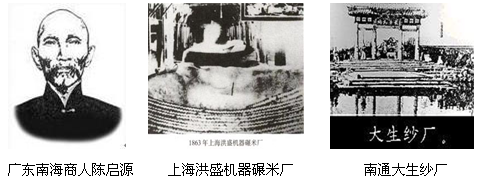 1863年上海洪盛机器碾米厂
大生纱厂。
广东南海商人陈启源
上海洪盛机器碾米厂
南通大生纱厂